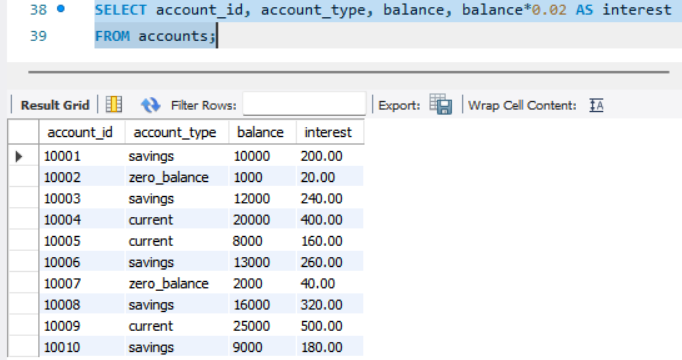 38 SELECT account_id, account_type, balance, balance*0.02 AS interest
39 FROM accounts;
Result Grid Filter Rows: Export: Wrap Cell Content: IA
account_id account_type balance interest
10001 savings 10000 200.00
10002 zero_balance 1000 20.00
10003 savings 12000 240.00
10004 current 20000 400.00
10005 current 8000 160.00
10006 savings 13000 260.00
10007 zero_balance 2000 40.00
10008 savings 16000 320.00
10009 current 25000 500.00
10010 savings 9000 180.00